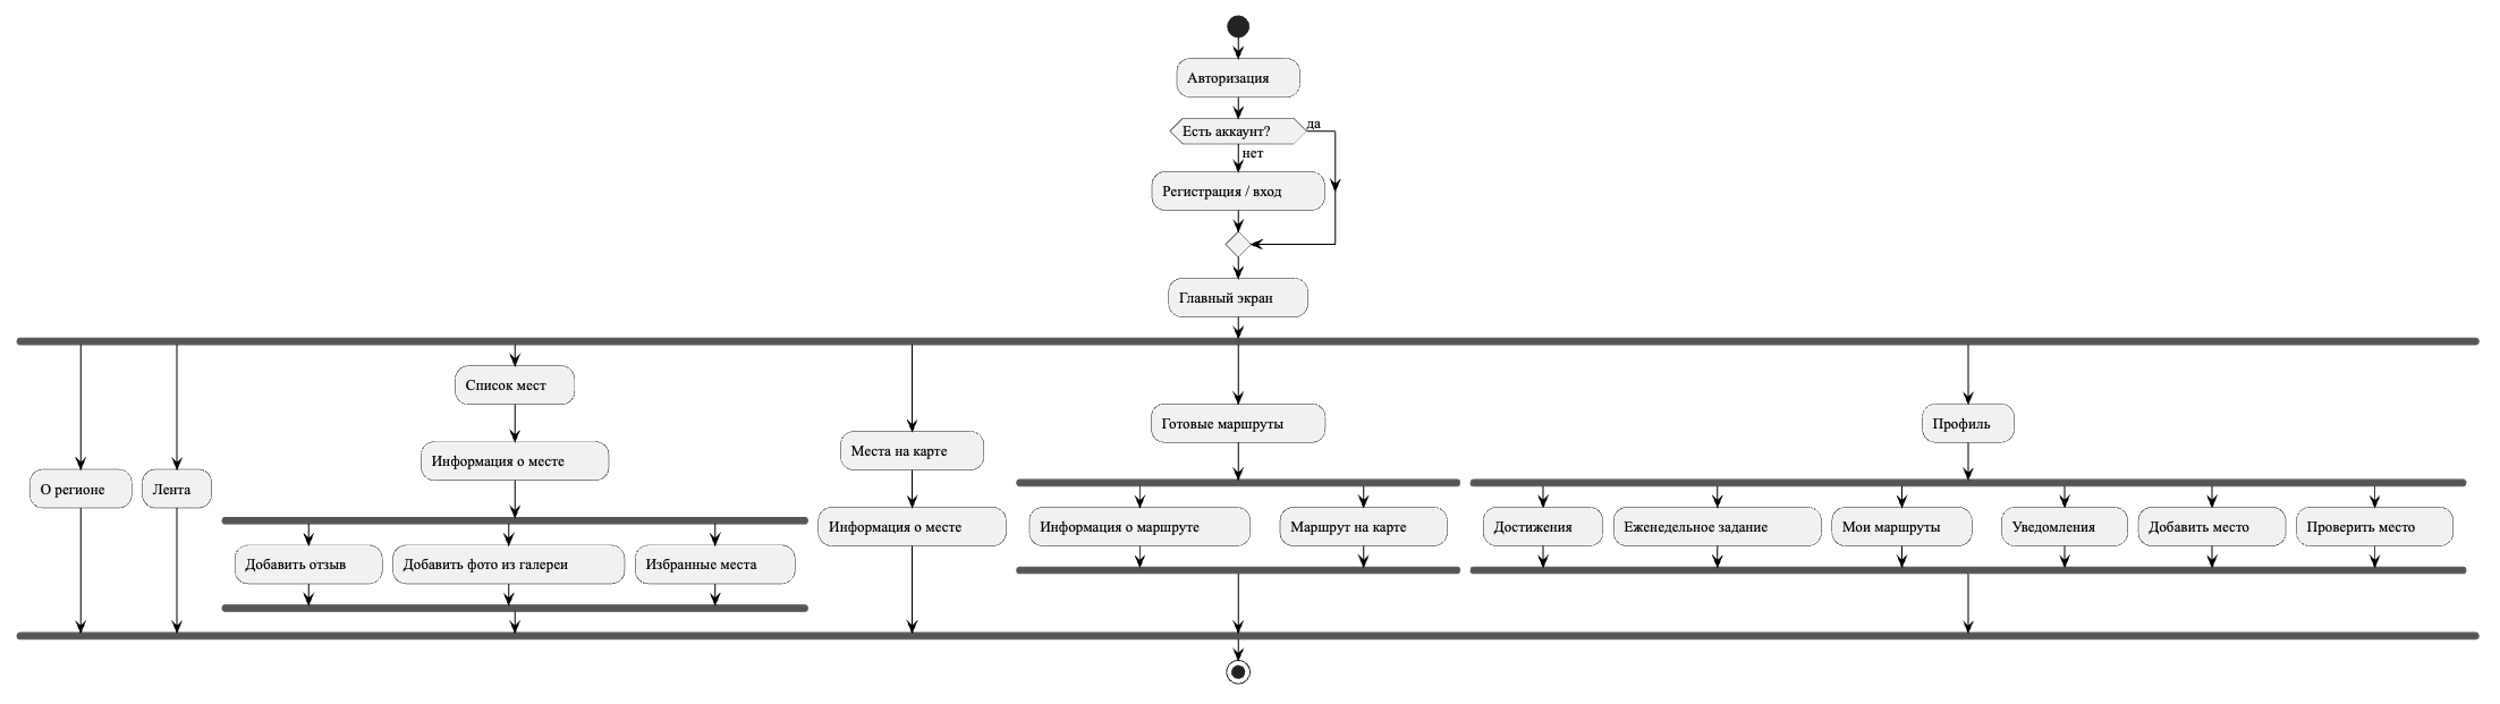 Авторизация
Есть аккаунт?
да
нет
Регистрация / вход
Главный экран
Список мест
Информация о месте
О регионе
Лента
Добавить отзыв
Добавить фото из галереи
Избранные места
Места на карте
Информация о месте
Готовые маршруты
Информация о маршруте
Маршрут на карте
Профиль
Достижения
Еженедельное задание
Мои маршруты
Уведомления
Добавить место
Проверить место